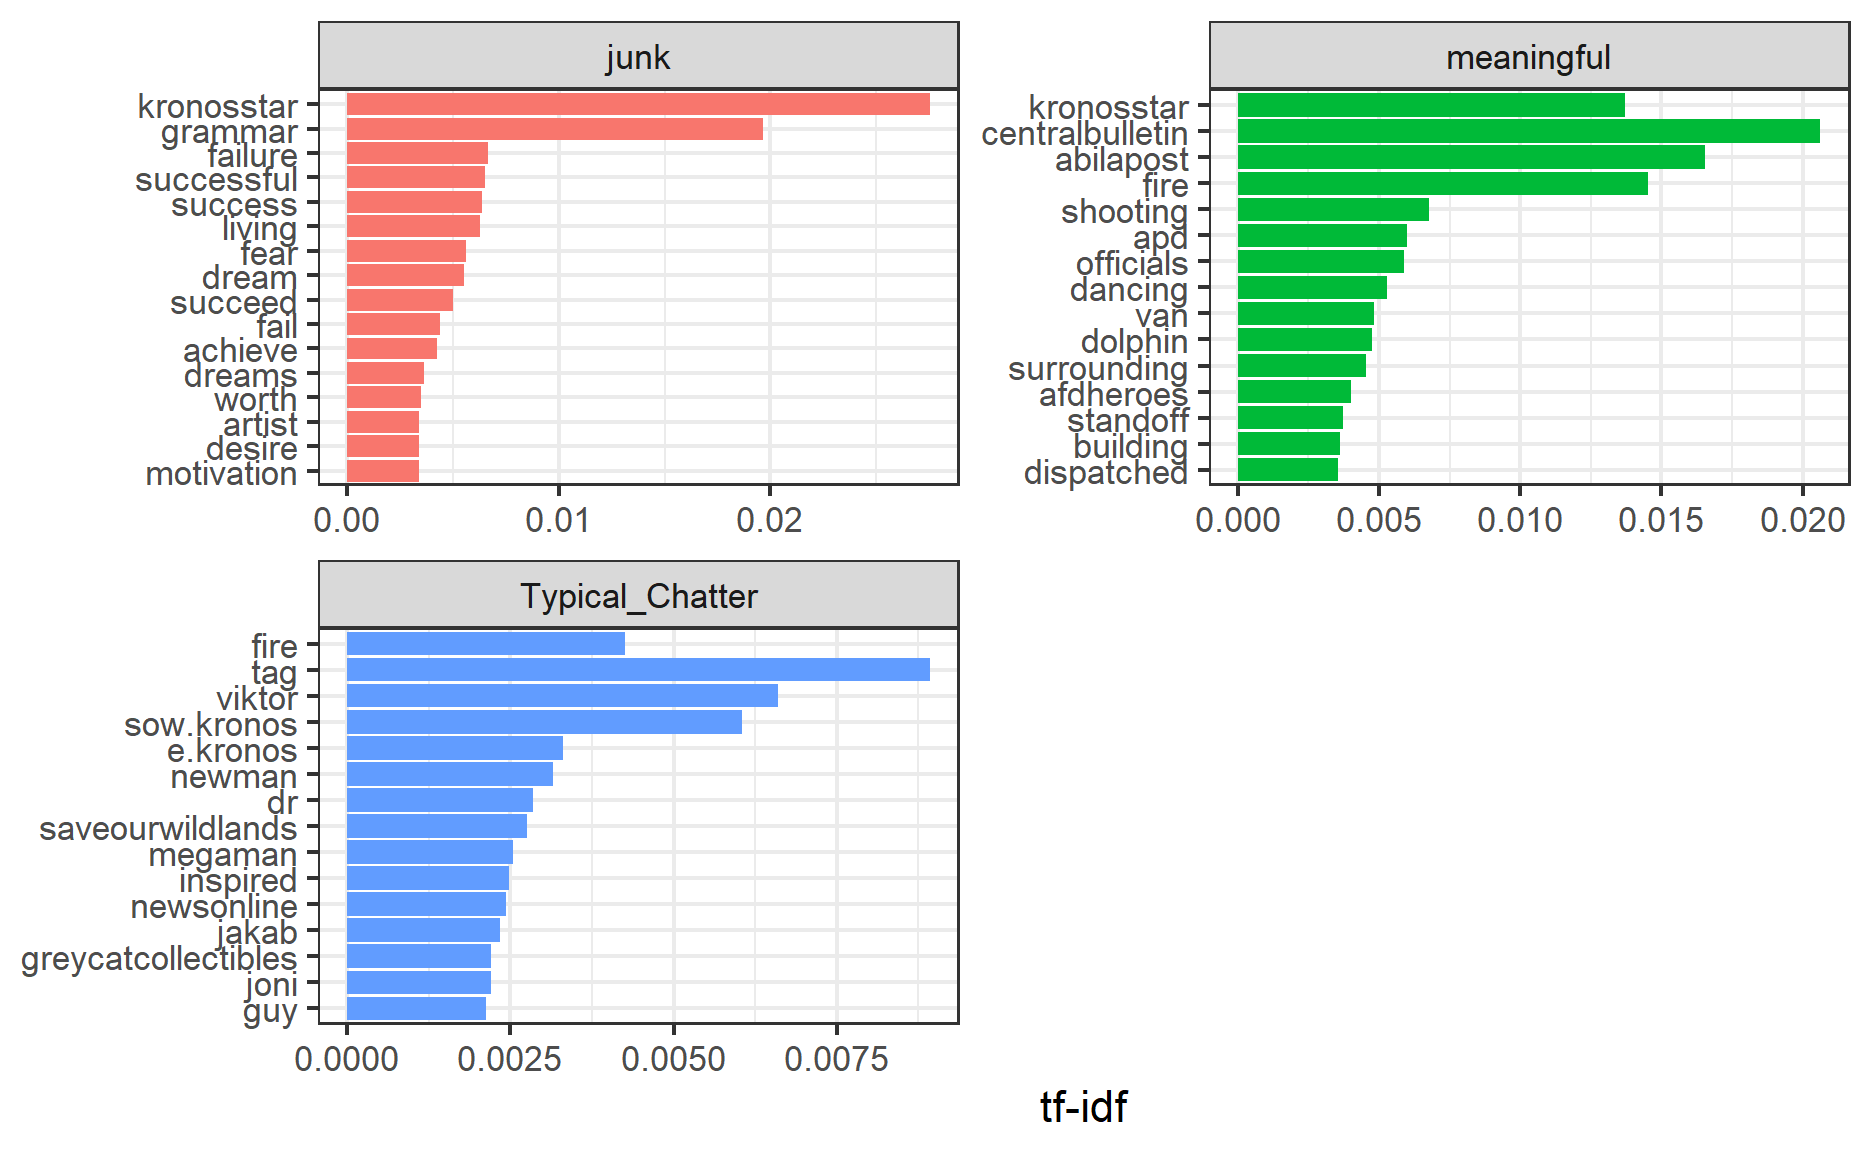 junk
kronosstar
grammar
failure
successful
success
living
fear
dream
succeed
fail
achieve
dreams
worth
artist
desire
motivation
0.00 0.01 0.02
meaningful
kronosstar
centralbulletin
abilapost
fire
shooting
apd
officials
dancing
van
dolphin
surrounding
afdheroes
standoff
building
dispatched
0.000 0.005 0.010 0.015 0.020
Typical_Chatter
fire
tag
viktor
sow.kronos
e.kronos
newman
dr
saveourwildlands
megaman
inspired
newsonline
jakab
greycatcollectibles
joni
guy
0.0000 0.0025 0.0050 0.0075
tf-idf